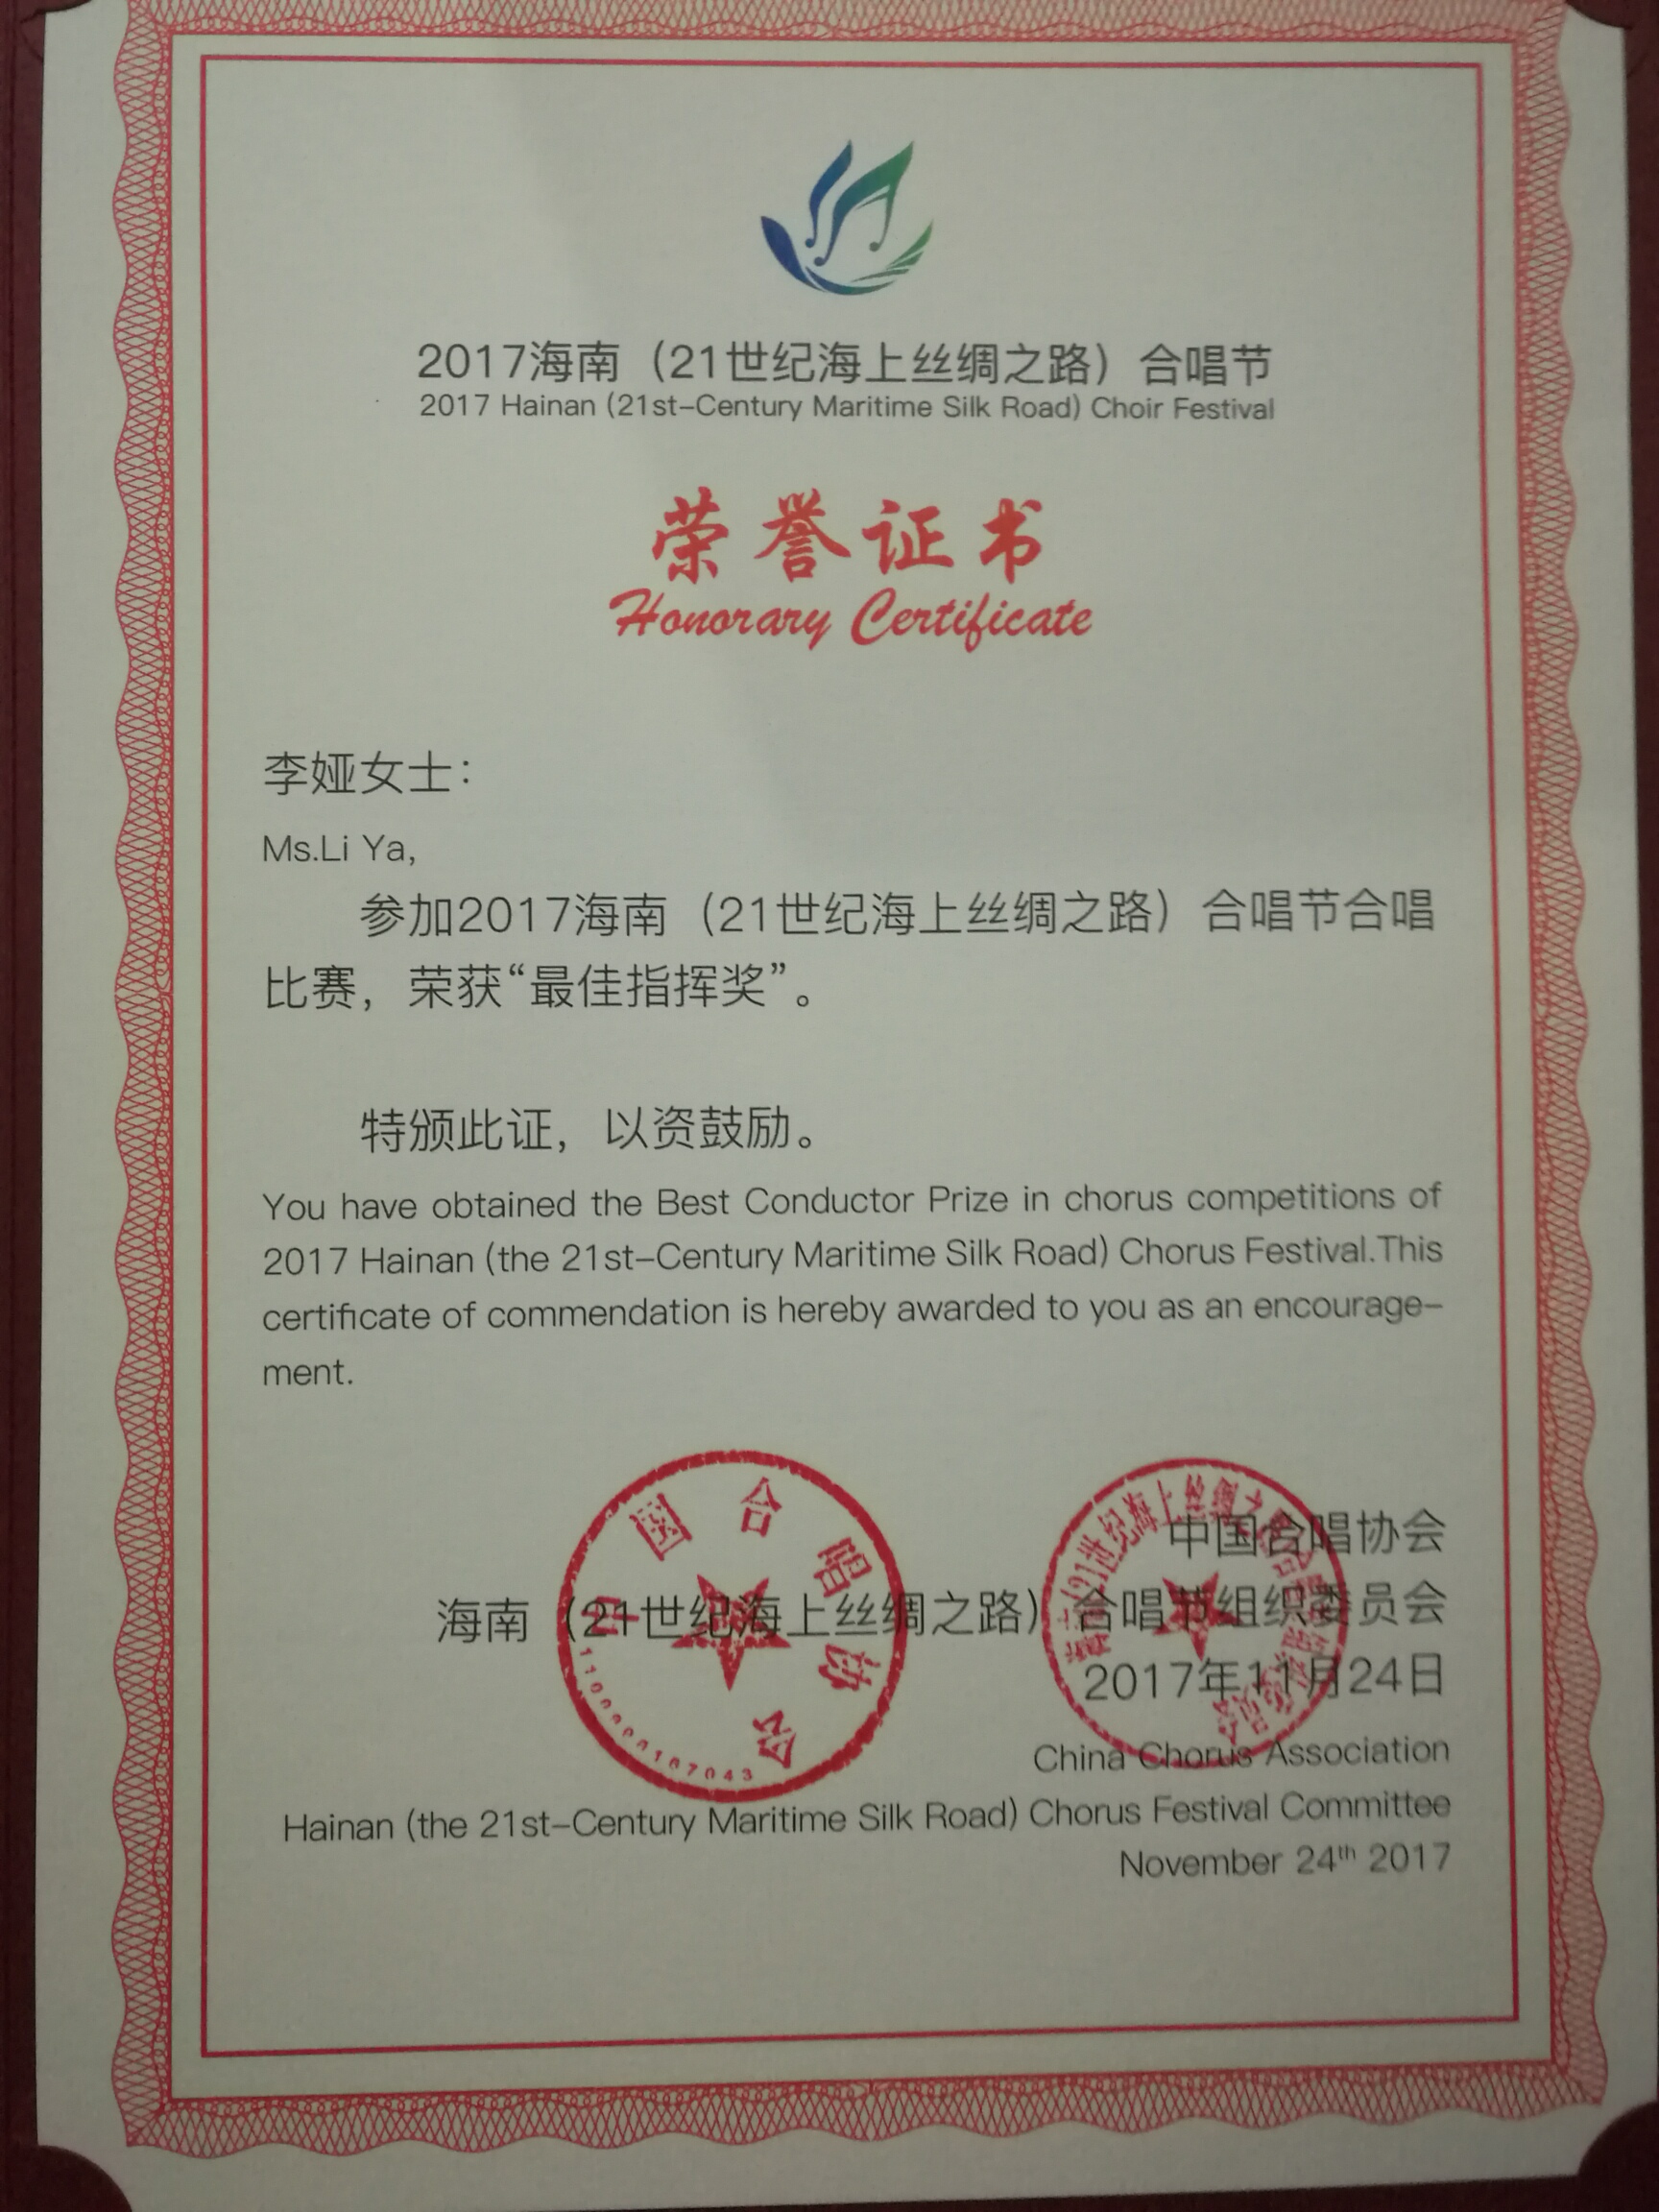 2017海南（21世纪海上丝绸之路）合唱节
2017 Hainan (21st-Century Maritime Silk Road) Choir Festival
荣誉证书
Honorary Certificate
李娅女士：
Ms.Li Ya,
参加2017海南（21世纪海上丝绸之路）合唱节合唱
比赛，荣获“最佳指挥奖”。
特颁此证，以资鼓励。
You have obtained the Best Conductor Prize in chorus competitions of
2017 Hainan (the 21st-Century Maritime Silk Road) Chorus Festival.This
certificate of commendation is hereby awarded to you as an encourage-
ment.
中国合唱协会
海南（21世纪海上丝绸之路）合唱节组织委员会
2017年11月24日
China Chorus Association
Hainan (the 21st-Century Maritime Silk Road) Chorus Festival Committee
November 24th 2017
中国合唱协会